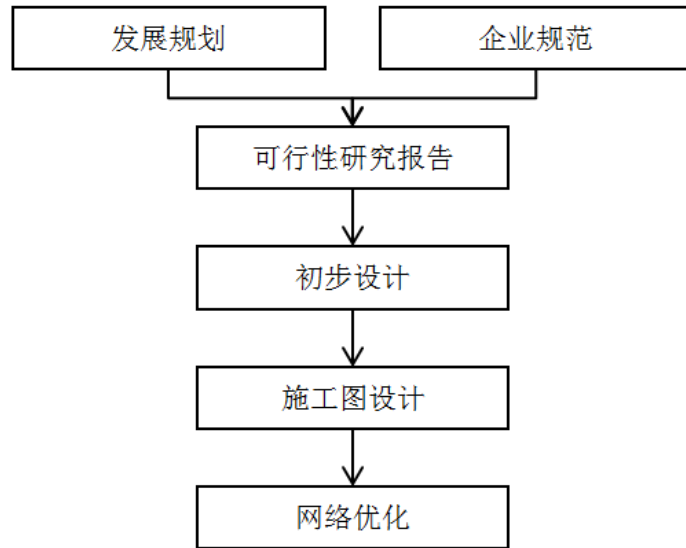 发展规划
企业规范
可行性研究报告
初步设计
施工图设计
网络优化